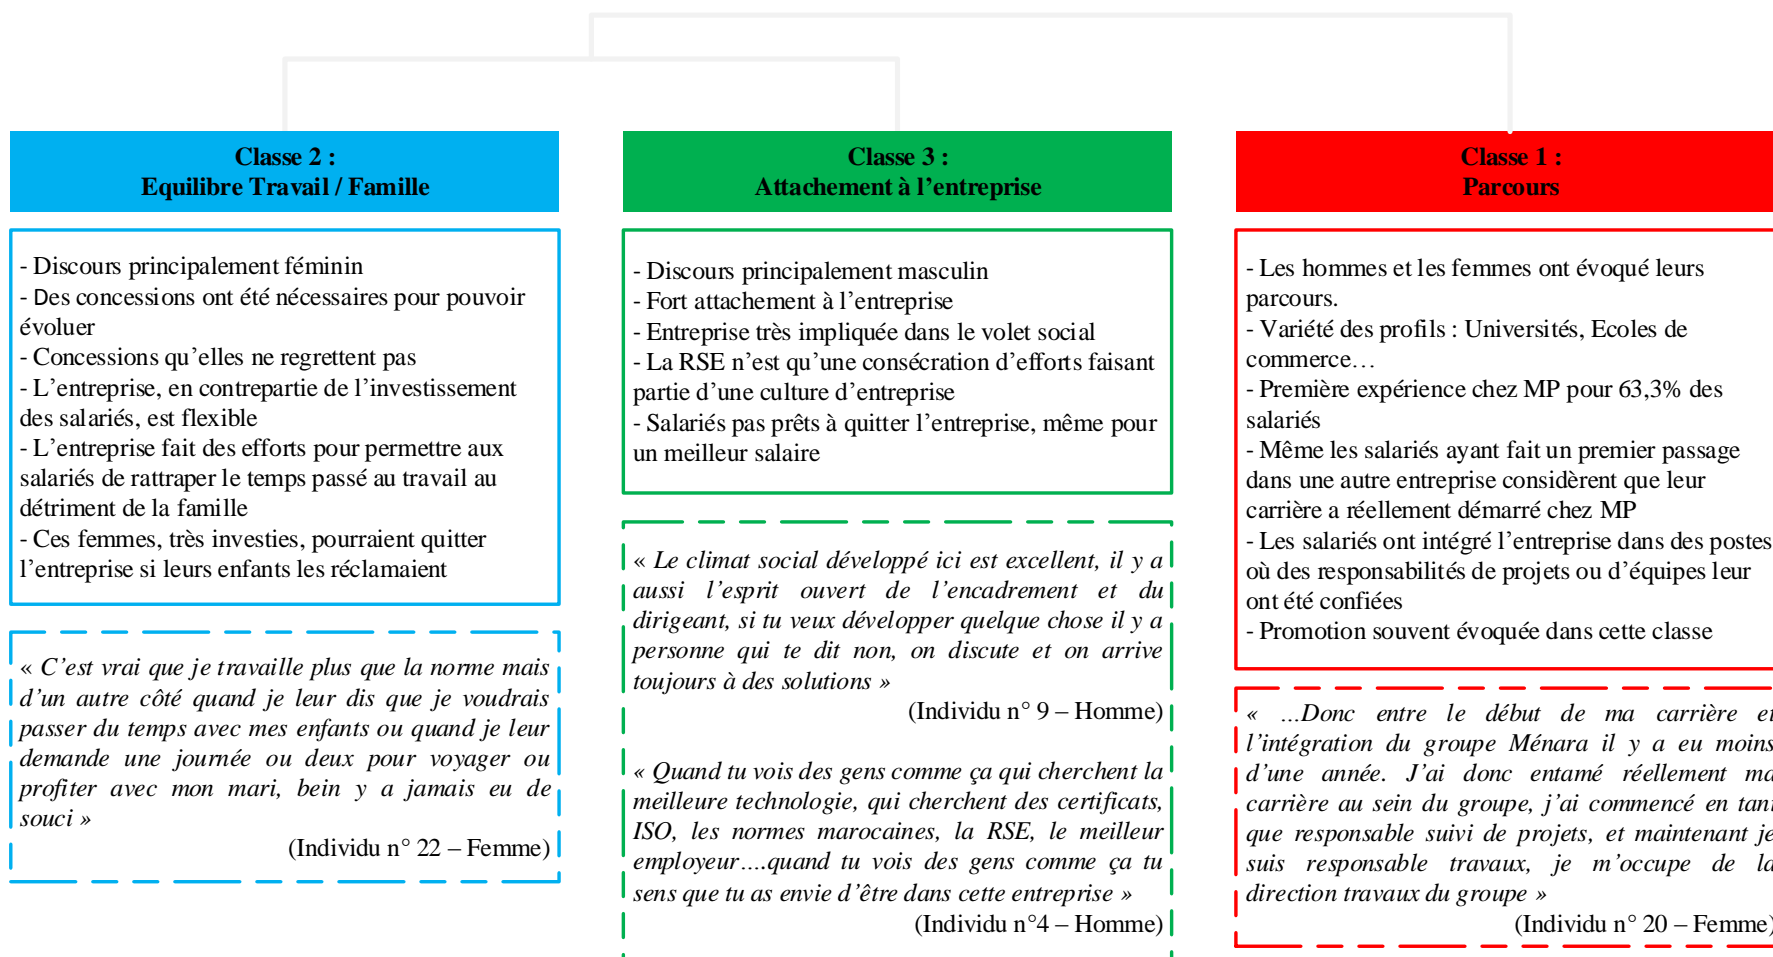 Classe 2 :
Equilibre Travail / Famille
- Discours principalement féminin
- Des concessions ont été nécessaires pour pouvoir
évoluer
- Concessions qu’elles ne regrettent pas
- L’entreprise, en contrepartie de l’investissement
des salariés, est flexible
- L’entreprise fait des efforts pour permettre aux
salariés de rattraper le temps passé au travail au
détriment de la famille
- Ces femmes, très investies, pourraient quitter
l’entreprise si leurs enfants les réclamaient
« C’est vrai que je travaille plus que la norme mais
d’un autre côté quand je leur dis que je voudrais
passer du temps avec mes enfants ou quand je leur
demande une journée ou deux pour voyager ou
profiter avec mon mari, bein y a jamais eu de
souci »
(Individu n° 22 – Femme)
Classe 3 :
Attachement à l’entreprise
- Discours principalement masculin
- Fort attachement à l’entreprise
- Entreprise très impliquée dans le volet social
- La RSE n’est qu’une consécration d’efforts faisant
partie d’une culture d’entreprise
- Salariés pas prêts à quitter l’entreprise, même pour
un meilleur salaire
« Le climat social développé ici est excellent, il y a
aussi l’esprit ouvert de l’encadrement et du
dirigeant, si tu veux développer quelque chose il y a
personne qui te dit non, on discute et on arrive
toujours à des solutions »
(Individu n° 9 – Homme)
« Quand tu vois des gens comme ça qui cherchent la
meilleure technologie, qui cherchent des certificats,
ISO, les normes marocaines, la RSE, le meilleur
employeur….quand tu vois des gens comme ça tu
sens que tu as envie d’être dans cette entreprise »
(Individu n°4 – Homme)
Classe 1 :
Parcours
- Les hommes et les femmes ont évoqué leurs
parcours.
- Variété des profils : Universités, Ecoles de
commerce…
- Première expérience chez MP pour 63,3% des
salariés
- Même les salariés ayant fait un premier passage
dans une autre entreprise considèrent que leur
carrière a réellement démarré chez MP
- Les salariés ont intégré l’entreprise dans des postes
où des responsabilités de projets ou d’équipes leur
ont été confiées
- Promotion souvent évoquée dans cette classe
« …Donc entre le début de ma carrière et
l’intégration du groupe Ménara il y a eu moins
d’une année. J’ai donc entamé réellement ma
carrière au sein du groupe, j’ai commencé en tant
que responsable suivi de projets, et maintenant je
suis responsable travaux, je m’occupe de la
direction travaux du groupe »
(Individu n° 20 – Femme)